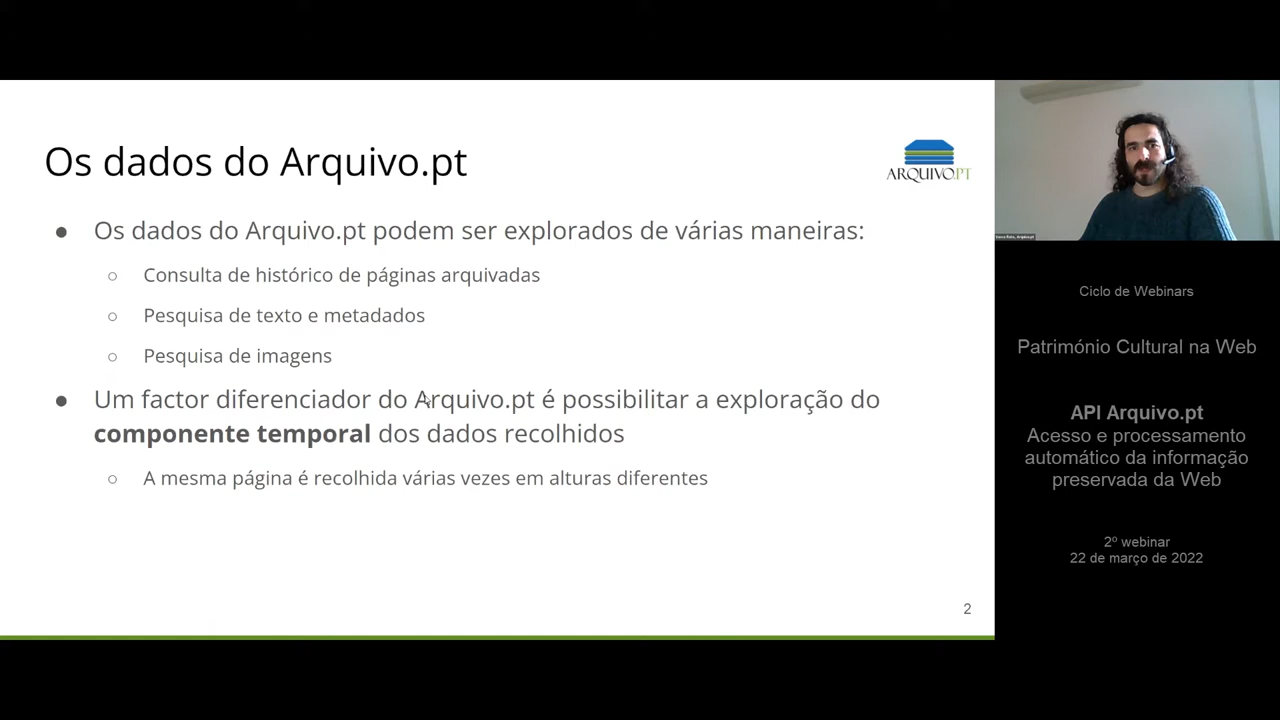 Os dados do Arquivo.pt
ARQUIVO.PT
● Os dados do Arquivo.pt podem ser explorados de várias maneiras:
○ Consulta de histórico de páginas arquivadas
○ Pesquisa de texto e metadados
○ Pesquisa de imagens
● Um factor diferenciador do Arquivo.pt é possibilitar a exploração do
componente temporal dos dados recolhidos
○ A mesma página é recolhida várias vezes em alturas diferentes
2
Ciclo de Webinars
Património Cultural na Web
API Arquivo.pt
Acesso e processamento
automático da informação
preservada da Web
2º webinar
22 de março de 2022